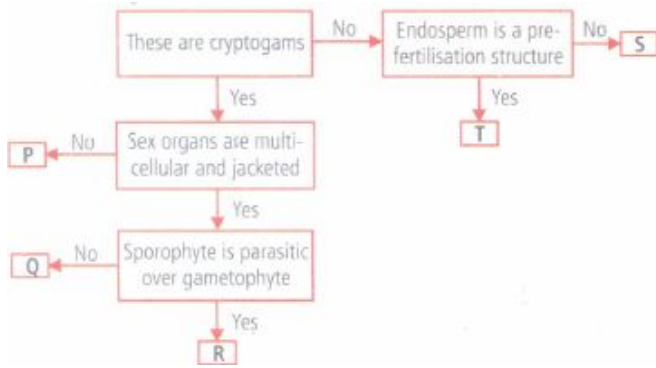 These are cryptogams
No
Endosperm is a pre-
fertilisation structure
No
S
Yes
Yes
T
Sex organs are multi-
cellular and jacketed
No
P
Yes
Sporophyte is parasitic
over gametophyte
No
Q
Yes
R